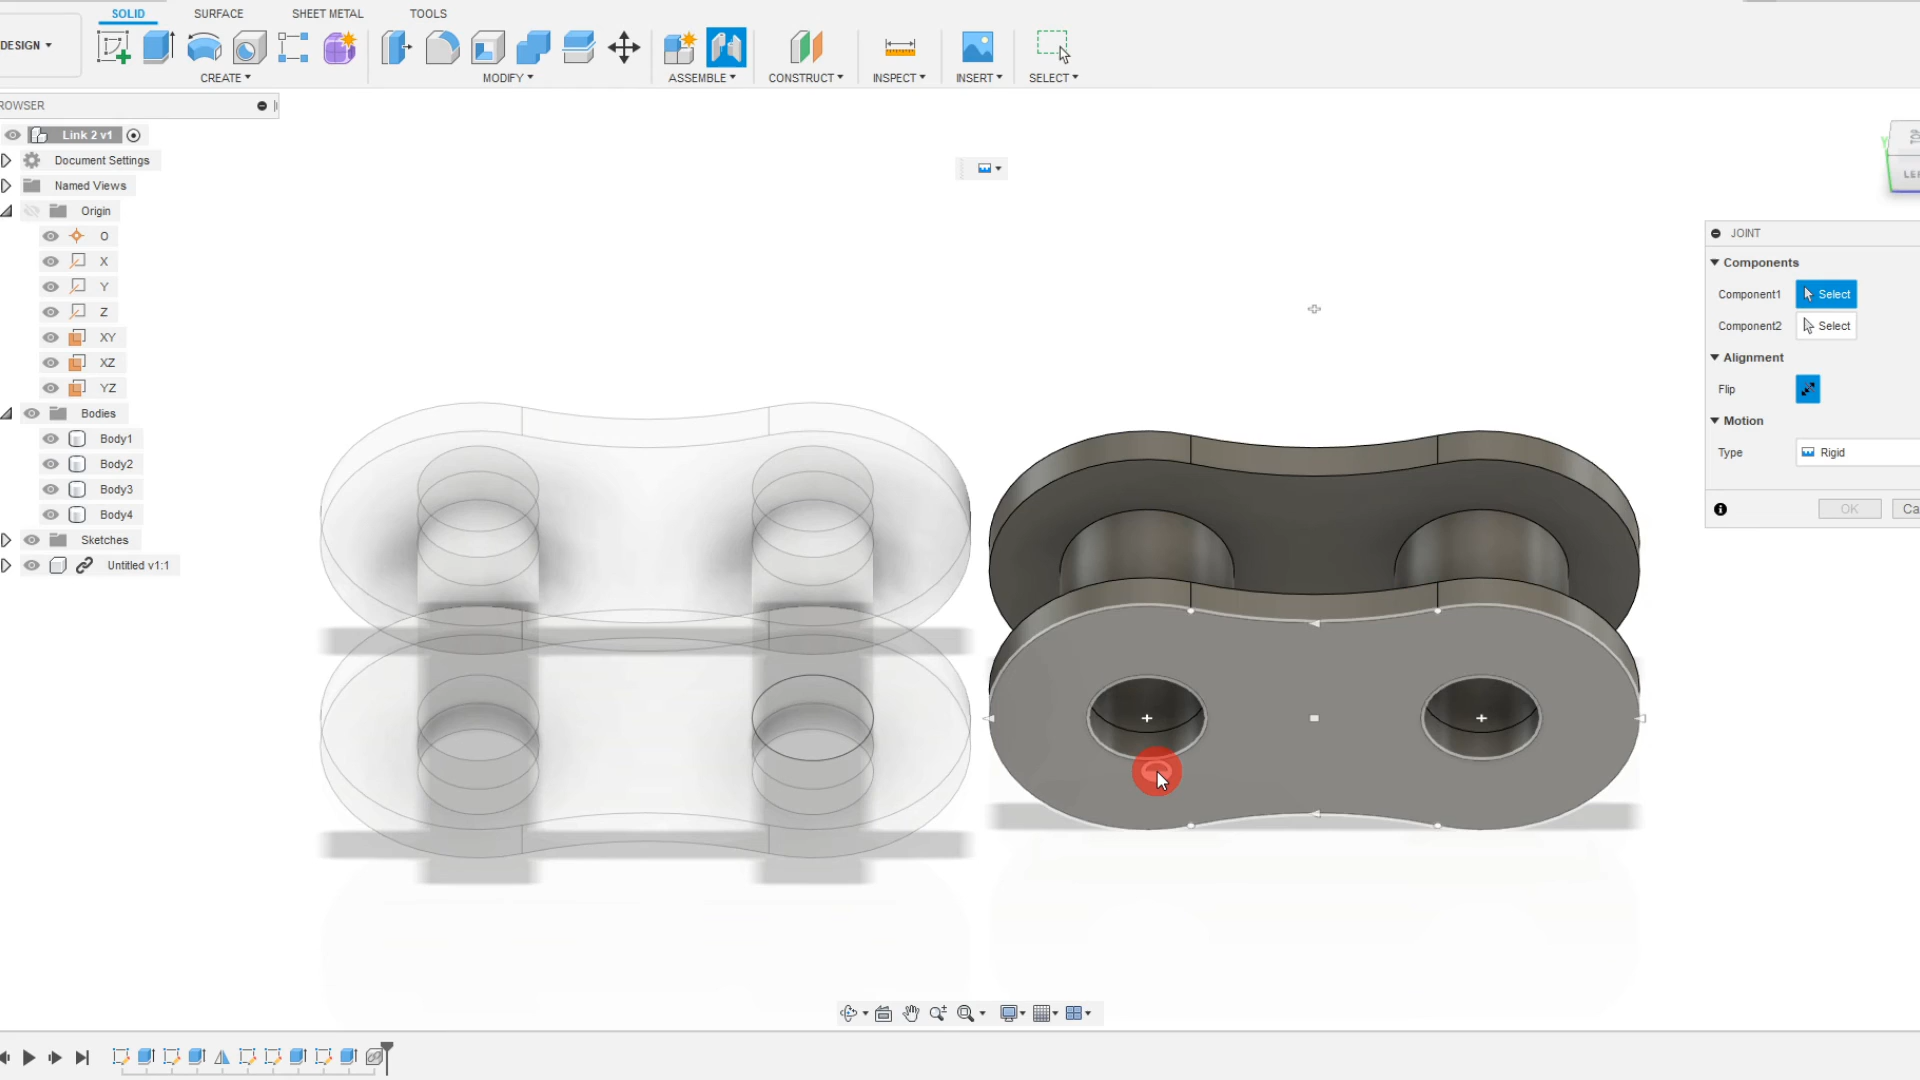 SOLID SURFACE SHEET METAL TOOLS
DESIGN
CREATE MODIFY ASSEMBLE CONSTRUCT INSPECT INSERT SELECT
ROWSER
Link 2 v1
Document Settings
Named Views
Origin
O
X
Y
Z
XY
XZ
YZ
Bodies
Body1
Body2
Body3
Body4
Sketches
Untitled v1:1
JOINT
Components
Component1 Select
Component2 Select
Alignment
Flip
Motion
Type Rigid
OK Ca